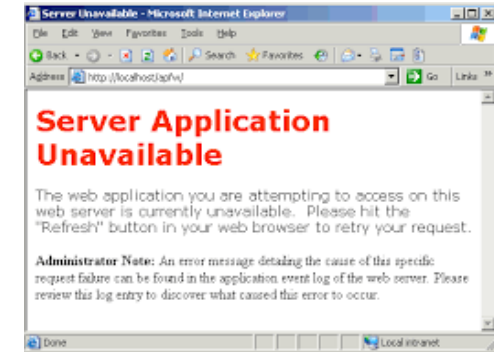 Server Unavailable - Microsoft Internet Explorer
File Edit View Favorites Tools Help
Back Search Favorites
Address http://localhost/apfw/ Go Links »
Server Application
Unavailable
The web application you are attempting to access on this
web server is currently unavailable. Please hit the
"Refresh" button in your web browser to retry your request.
Administrator Note: An error message detailing the cause of this specific
request failure can be found in the application event log of the web server. Please
review this log entry to discover what caused this error to occur.
Done Local intranet